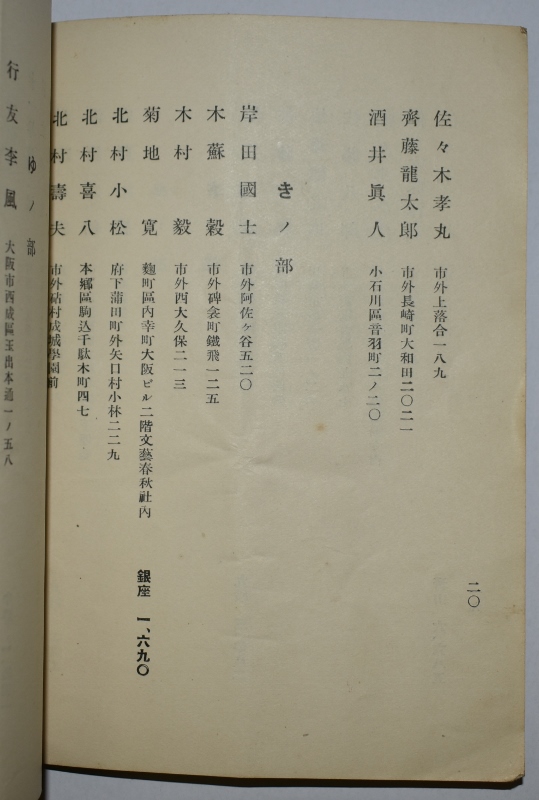 佐々木孝丸 市外上落合一八九
齊藤龍太郎 市外長崎町大和田二〇二一
酒井眞人 小石川區音羽町二ノ二〇
きノ部
岸田國士 市外阿佐ヶ谷五二〇
木蘇穀 市外碑衾町鐵飛一二五
木村毅 市外西大久保二一三
菊地寛 麴町區内幸町大阪ビル二階文藝春秋社內 銀座一、六九〇
北村小松 府下蒲田町外矢口村小林二二九
北村喜八 本鄕區駒込千駄木町四七
北村壽夫 市外砧村成城學園前
二〇
ゆノ部
行友李風 大阪市西成區玉出本通一ノ五八